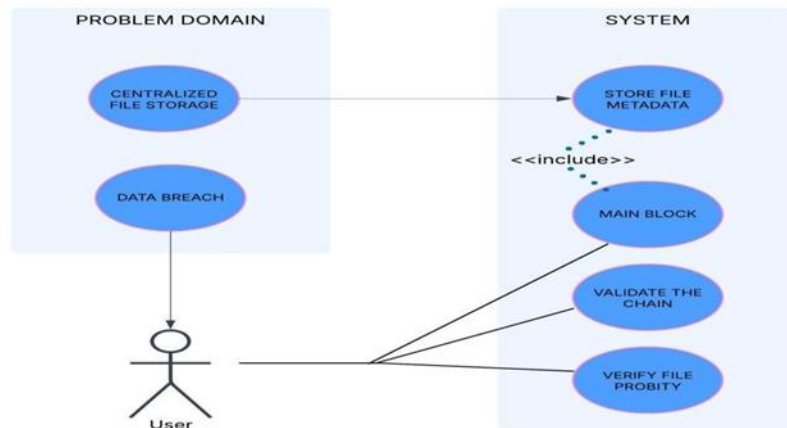 PROBLEM DOMAIN
SYSTEM
CENTRALIZED
FILE STORAGE
STORE FILE
METADATA
<<include>>
DATA BREACH
MAIN BLOCK
VALIDATE THE
CHAIN
VERIFY FILE
PROBITY
User